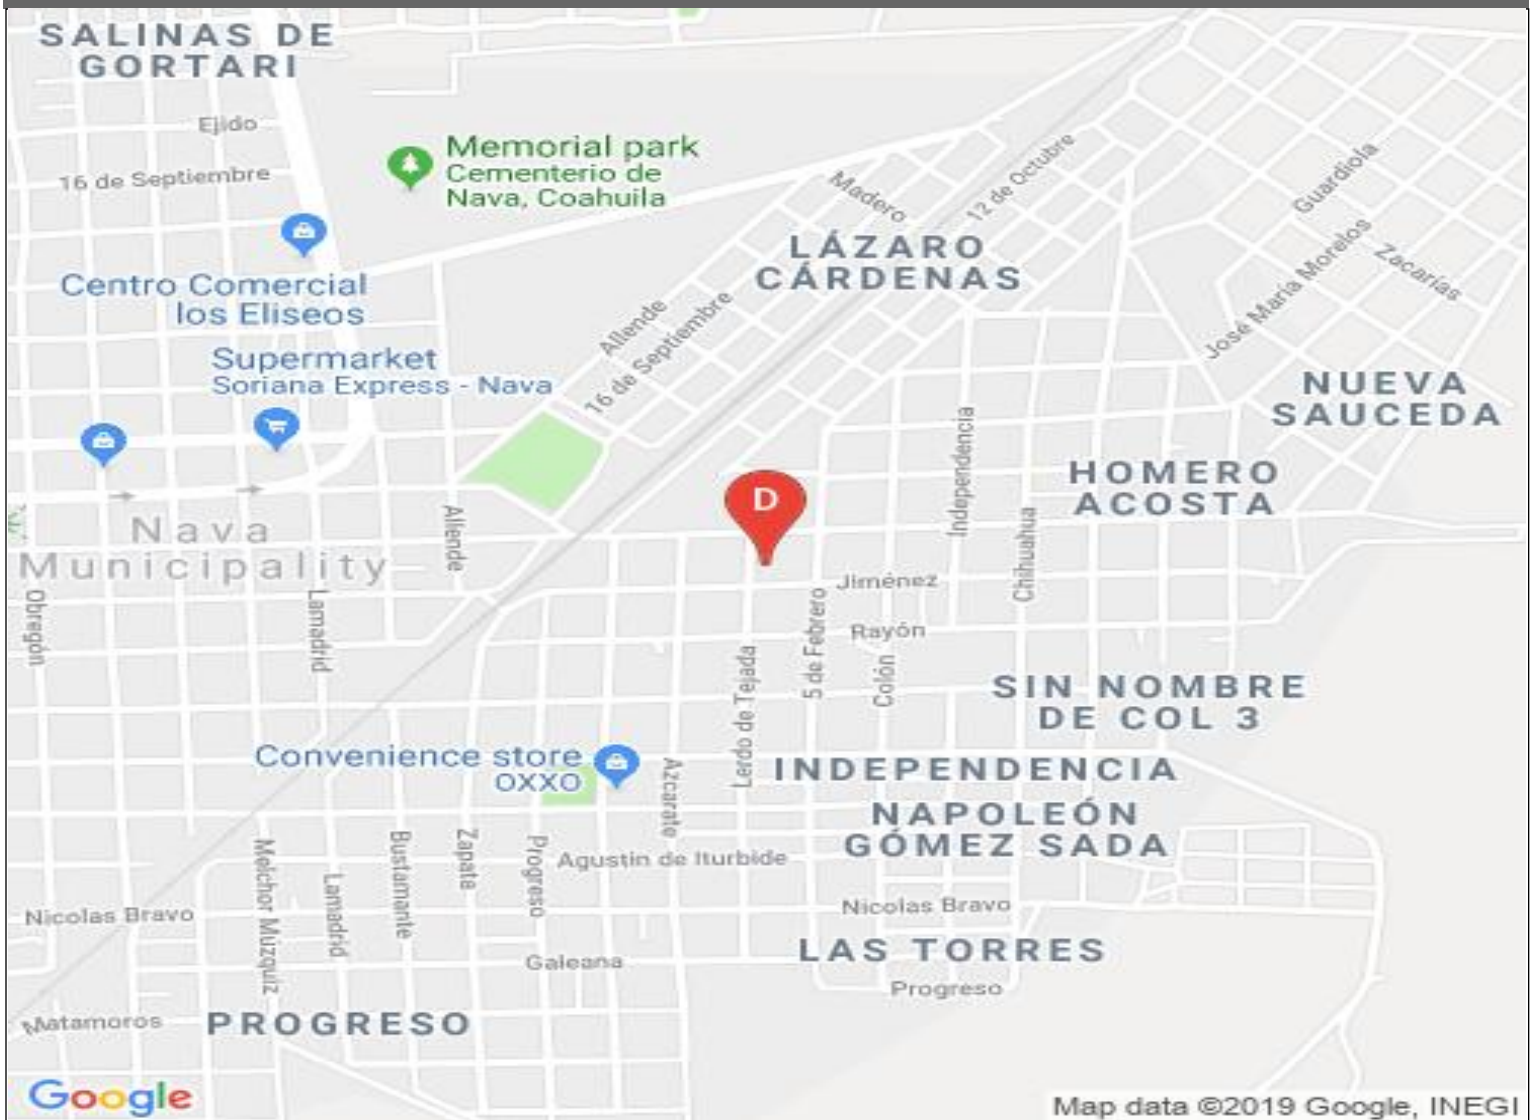 SALINAS DE
GORTARI
Ejido
16 de Septiembre
Memorial park
Cementerio de
Nava, Coahuila
Madero
12 de Octubre
Guardiola
José María Morelos
Zacarías
LÁZARO
CÁRDENAS
Centro Comercial
los Eliseos
Allende
16 de Septiembre
Supermarket
Soriana Express - Nava
NUEVA
SAUCEDA
Independencia
HOMERO
ACOSTA
D
Nava
Municipality
Allende
Chihuahua
Jiménez
Obregón
Lamadrid
5 de Febrero
Rayón
Colón
Lerdo de Tejada
SIN NOMBRE
DE COL 3
Convenience store
OXXO
Azcarate
INDEPENDENCIA
NAPOLEÓN
GÓMEZ SADA
Melchor Múzquiz
Lamadrid
Bustamante
Zapata
Progreso
Agustin de Iturbide
Nicolas Bravo
Nicolas Bravo
LAS TORRES
Galeana
Progreso
Matamoros
PROGRESO
Google
Map data ©2019 Google, INEGI